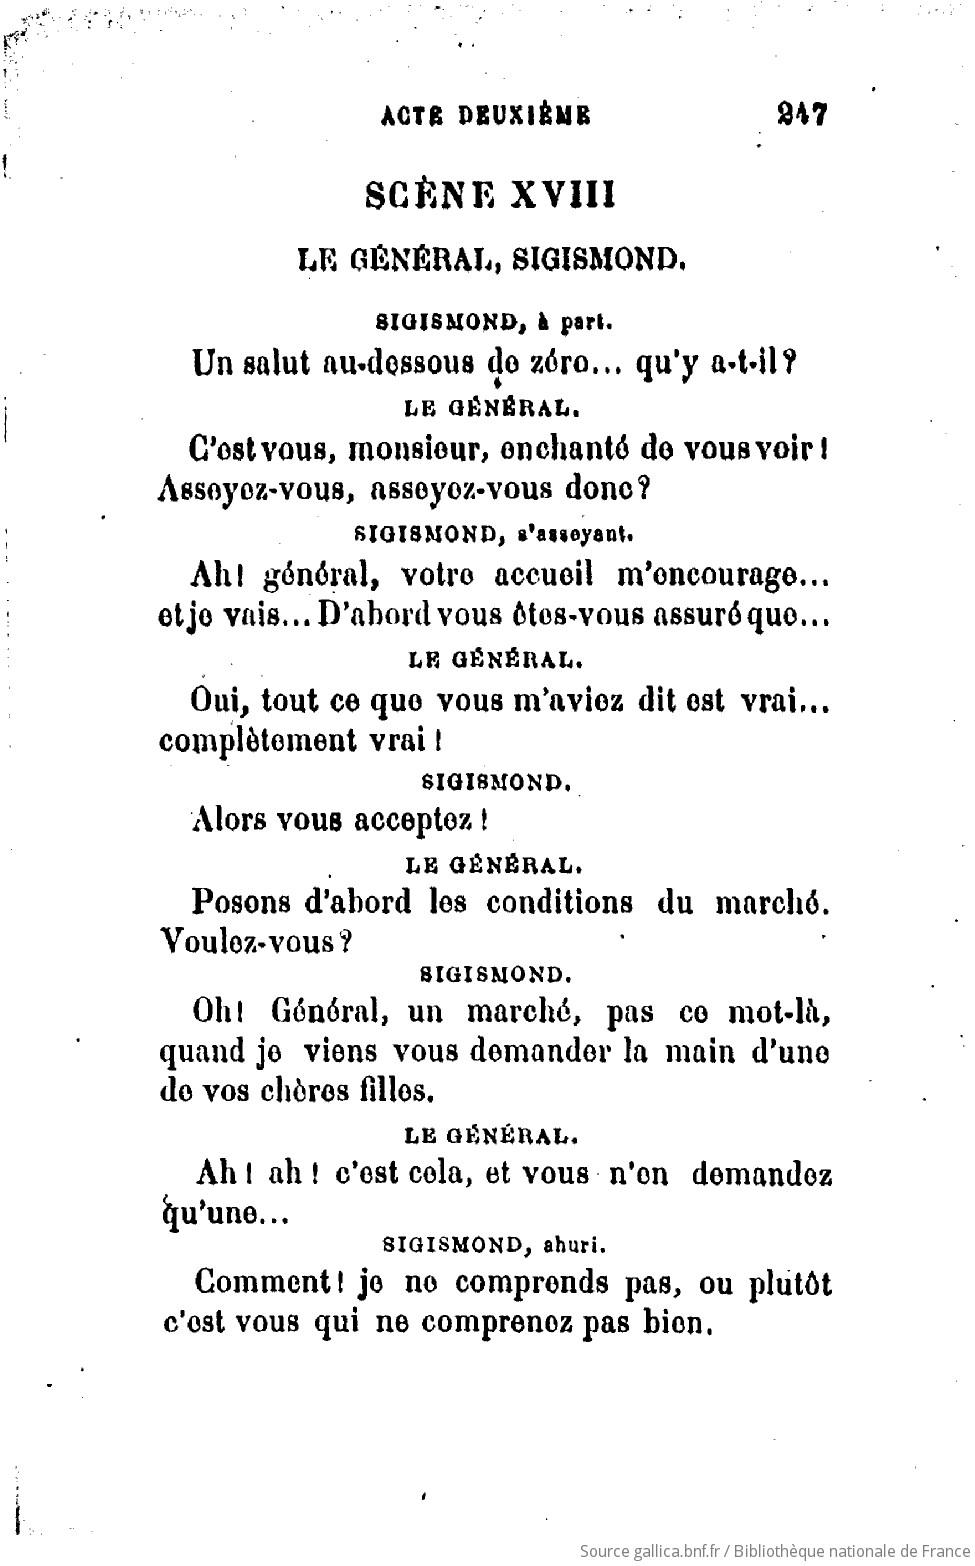 ACTE DEUXIÈME 247
SCÈNE XVIII
LE GÉNÉRAL, SIGISMOND.
SIGISMOND, à part.
Un salut au-dessous de zéro... qu'y a-t-il?
LE GÉNÉRAL.
C'est vous, monsieur, enchanté de vous voir!
Asseyez-vous, asseyez-vous donc?
SIGISMOND, s'asseyant.
Ah! général, votre accueil m'encourage...
et je vais... D'abord vous êtes-vous assuré que...
LE GÉNÉRAL.
Oui, tout ce que vous m'aviez dit est vrai...
complètement vrai!
SIGISMOND.
Alors vous acceptez!
LE GÉNÉRAL.
Posons d'abord les conditions du marché.
Voulez-vous?
SIGISMOND.
Oh! Général, un marché, pas ce mot-là,
quand je viens vous demander la main d'une
de vos chères filles.
LE GÉNÉRAL.
Ah! ah! c'est cela, et vous n'en demandez
qu'une...
SIGISMOND, ahuri.
Comment! je ne comprends pas, ou plutôt
c'est vous qui ne comprenez pas bien.
Source gallica.bnf.fr / Bibliothèque nationale de France